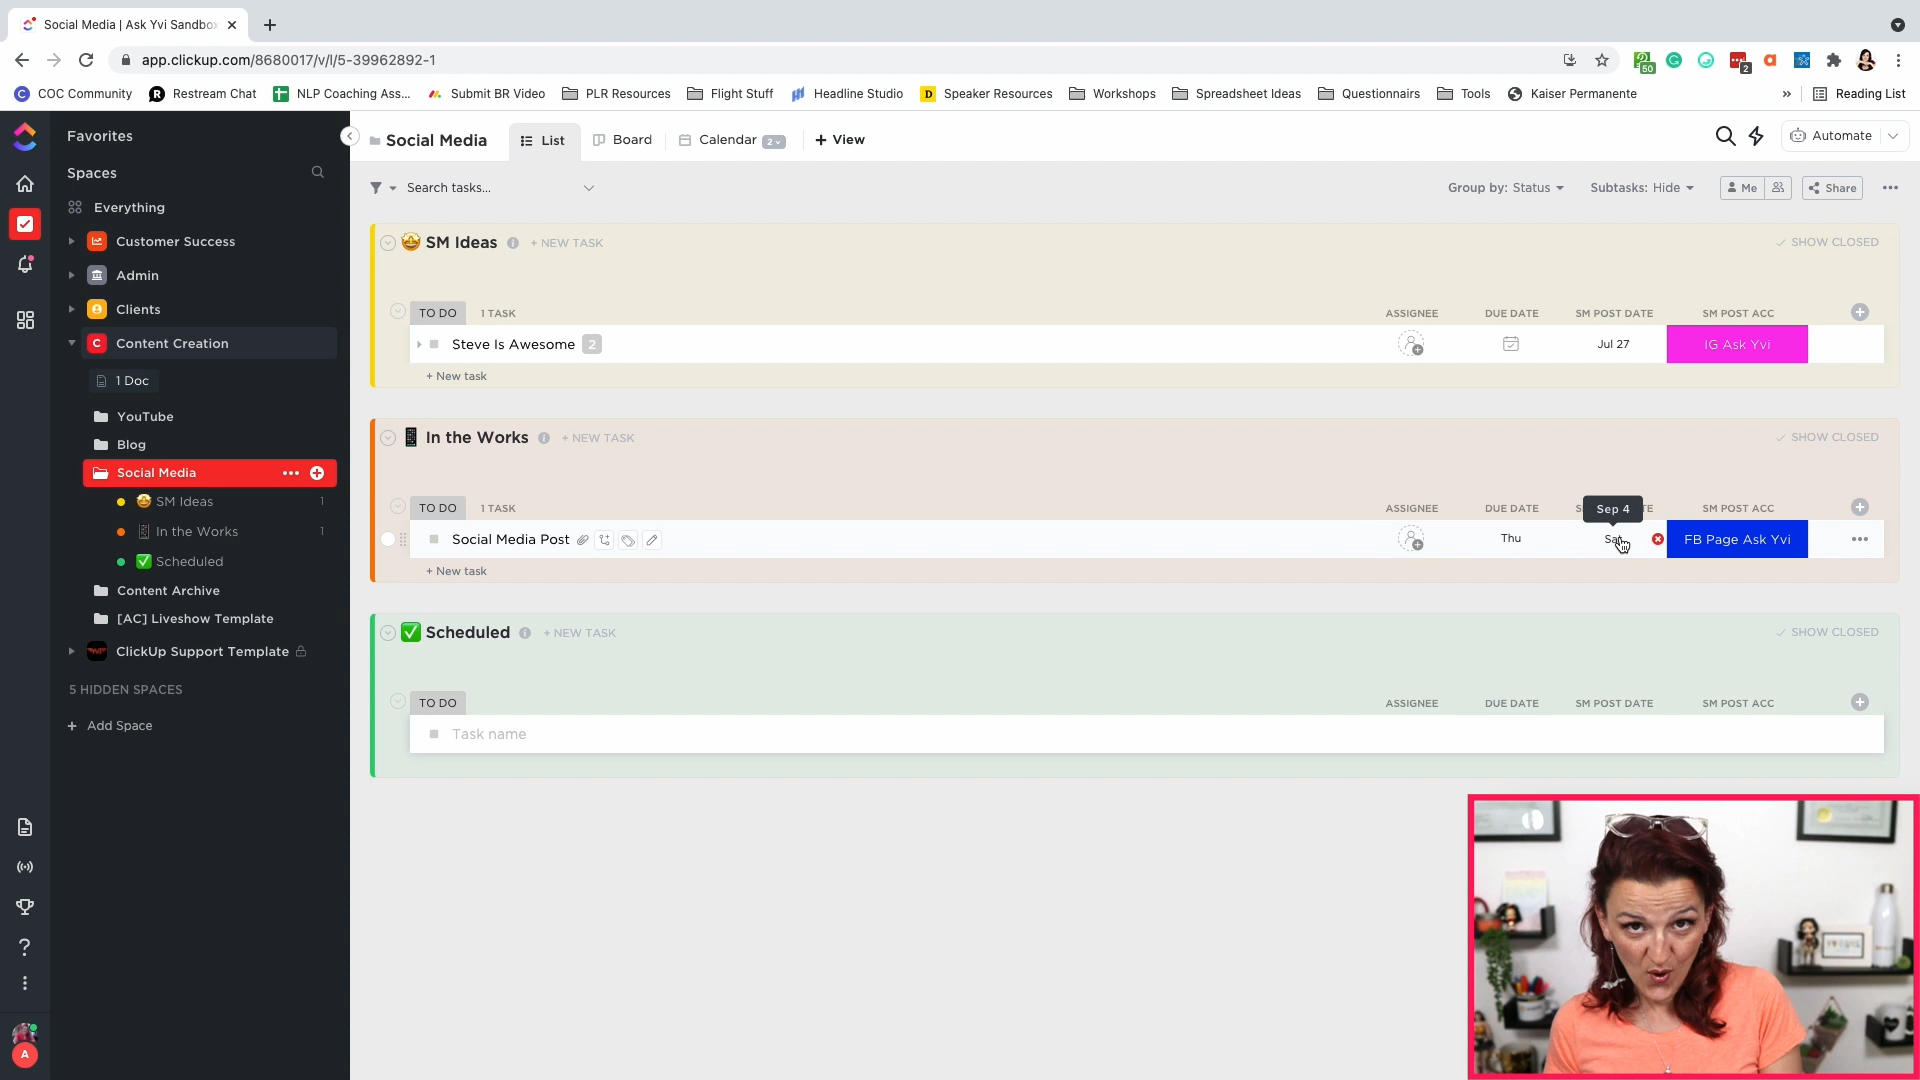 Social Media | Ask Yvi Sandbox
app.clickup.com/8680017/v/l/5-39962892-1
50
2
COC Community
Restream Chat
NLP Coaching Ass...
Submit BR Video
PLR Resources
Flight Stuff
Headline Studio
Speaker Resources
Workshops
Spreadsheet Ideas
Questionnairs
Tools
Kaiser Permanente
»
Reading List
Favorites
Spaces
Everything
Customer Success
Admin
Clients
C Content Creation
1 Doc
YouTube
Blog
Social Media
SM Ideas 1
In the Works 1
Scheduled
Content Archive
[AC] Liveshow Template
ClickUp Support Template
5 HIDDEN SPACES
+ Add Space
A
Social Media
List
Board
Calendar 2
+ View
Automate
Search tasks...
Group by: Status
Subtasks: Hide
Me
Share
SM Ideas + NEW TASK
SHOW CLOSED
TO DO 1 TASK ASSIGNEE DUE DATE SM POST DATE SM POST ACC
Steve Is Awesome 2 Jul 27 IG Ask Yvi
+ New task
In the Works + NEW TASK
SHOW CLOSED
TO DO 1 TASK ASSIGNEE DUE DATE Sep 4 SM POST ACC
Social Media Post Thu FB Page Ask Yvi
+ New task
Scheduled + NEW TASK
SHOW CLOSED
TO DO ASSIGNEE DUE DATE SM POST DATE SM POST ACC
Task name